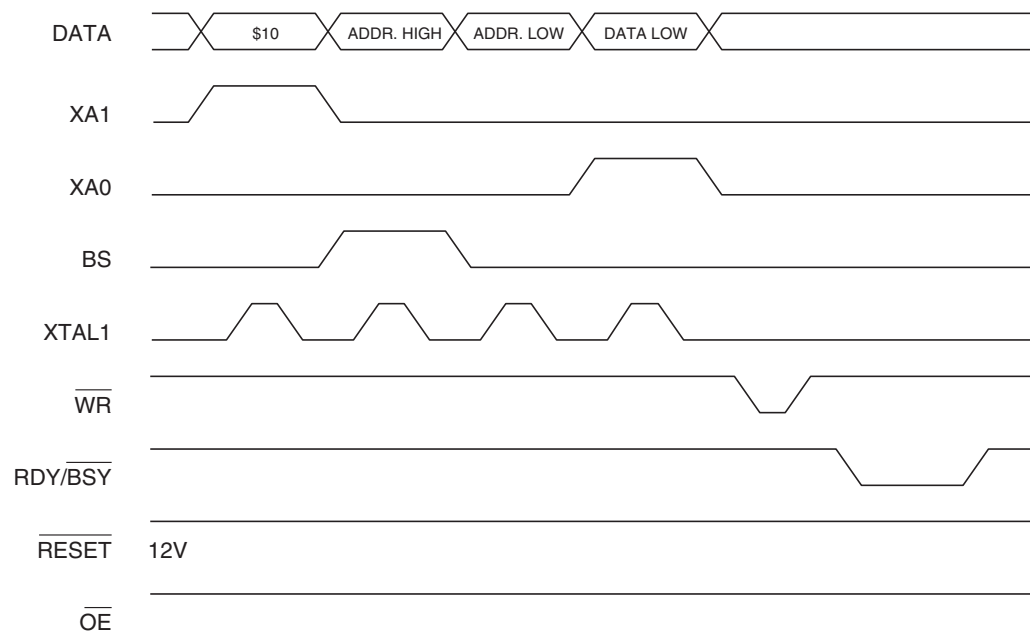 DATA $10 ADDR. HIGH ADDR. LOW DATA LOW
XA1
XA0
BS
XTAL1
WR
RDY/BSY
RESET 12V
OE